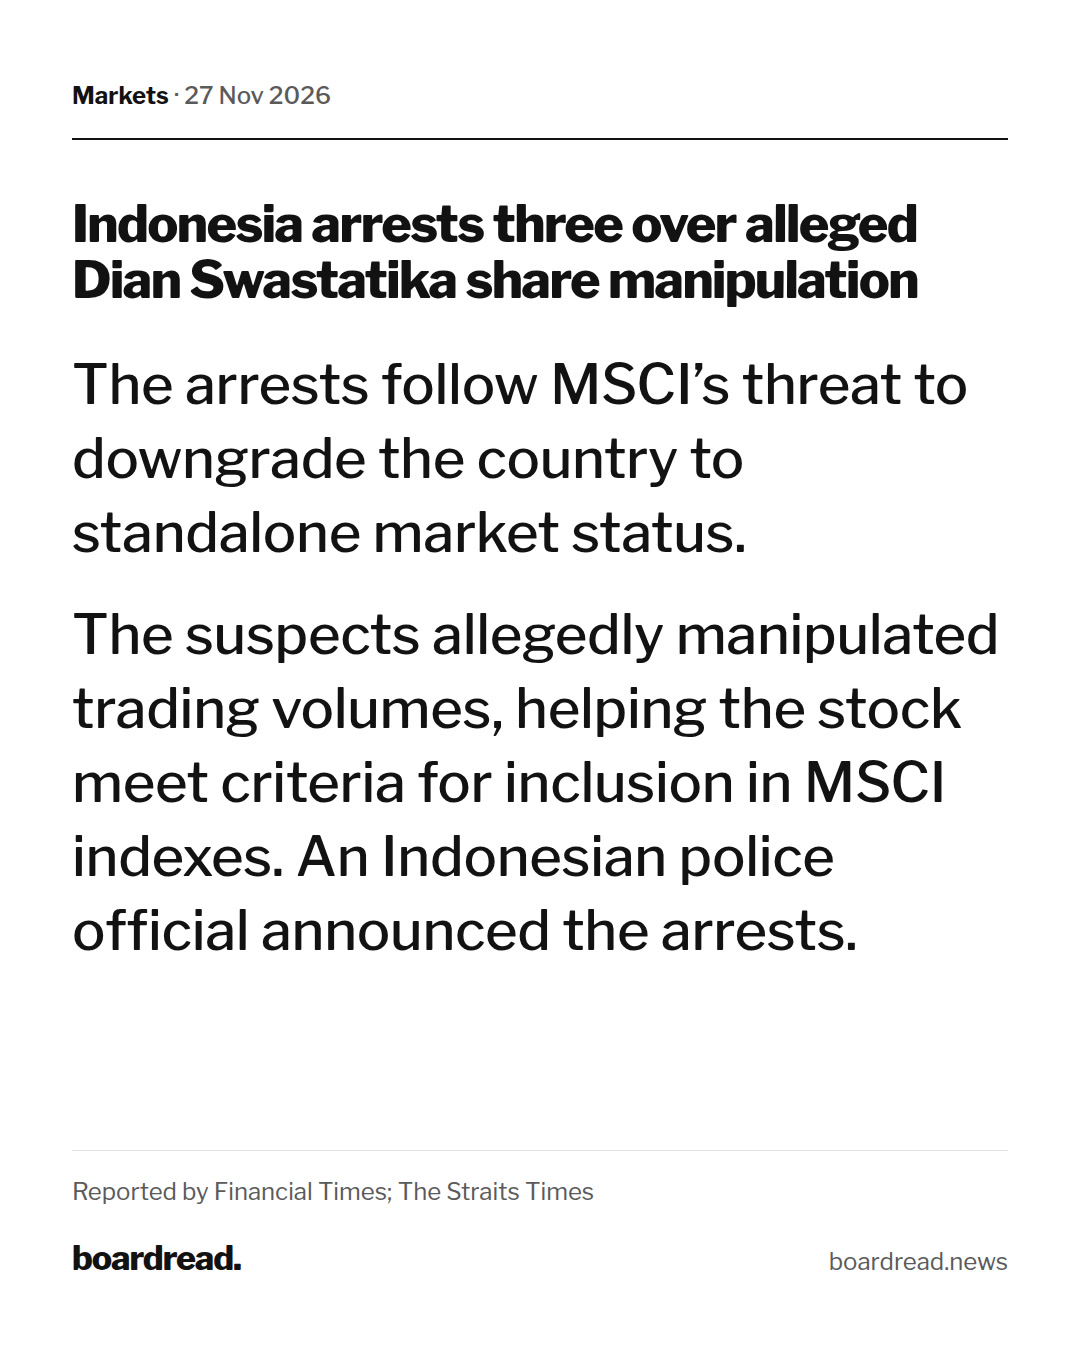 Markets · 27 Nov 2026
Indonesia arrests three over alleged
Dian Swastatika share manipulation
The arrests follow MSCI’s threat to
downgrade the country to
standalone market status.
The suspects allegedly manipulated
trading volumes, helping the stock
meet criteria for inclusion in MSCI
indexes. An Indonesian police
official announced the arrests.
Reported by Financial Times; The Straits Times
boardread.
boardread.news